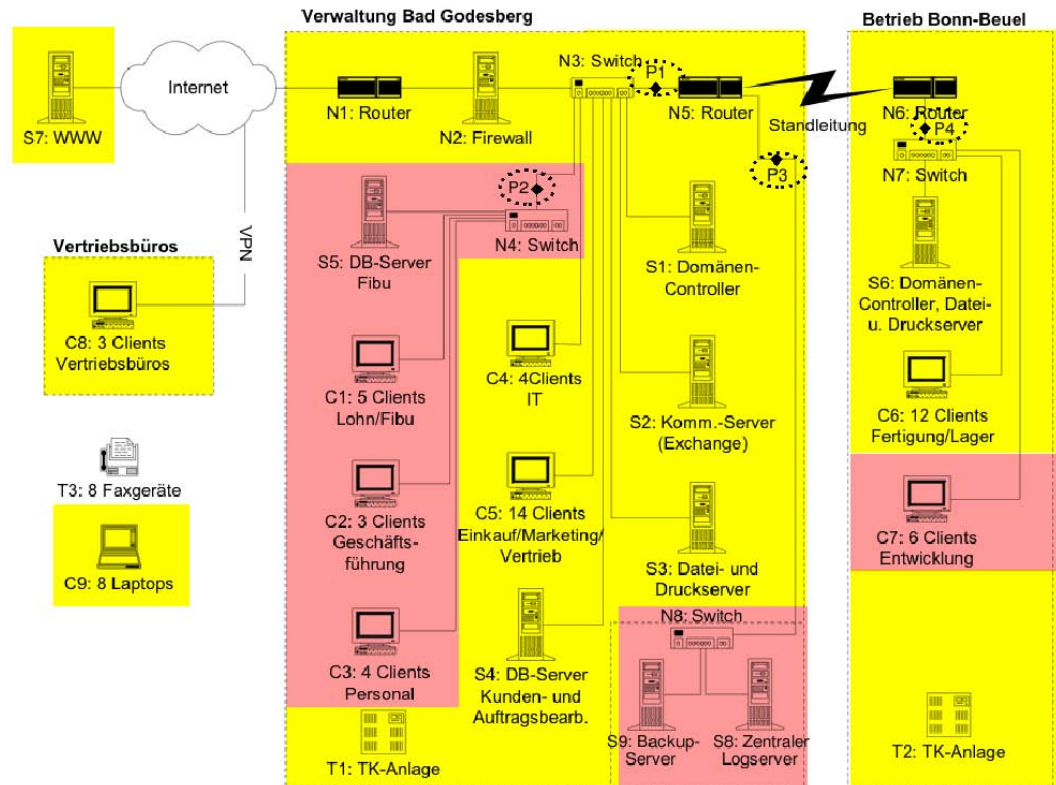 Verwaltung Bad Godesberg
Betrieb Bonn-Beuel
S7: WWW
Internet
N1: Router
N2: Firewall
N3: Switch
P1
N5: Router
Standleitung
N6: Router
P4
N7: Switch
P3
P2
N4: Switch
S5: DB-Server
Fibu
VPN
Vertriebsbüros
C8: 3 Clients
Vertriebsbüros
T3: 8 Faxgeräte
C9: 8 Laptops
C1: 5 Clients
Lohn/Fibu
C2: 3 Clients
Geschäfts-
führung
C3: 4 Clients
Personal
T1: TK-Anlage
C4: 4Clients
IT
C5: 14 Clients
Einkauf/Marketing/
Vertrieb
S4: DB-Server
Kunden- und
Auftragsbearb.
S1: Domänen-
Controller
S2: Komm.-Server
(Exchange)
S3: Datei- und
Druckserver
N8: Switch
S9: Backup-
Server
S8: Zentraler
Logserver
S6: Domänen-
Controller, Datei-
u. Druckserver
C6: 12 Clients
Fertigung/Lager
C7: 6 Clients
Entwicklung
T2: TK-Anlage